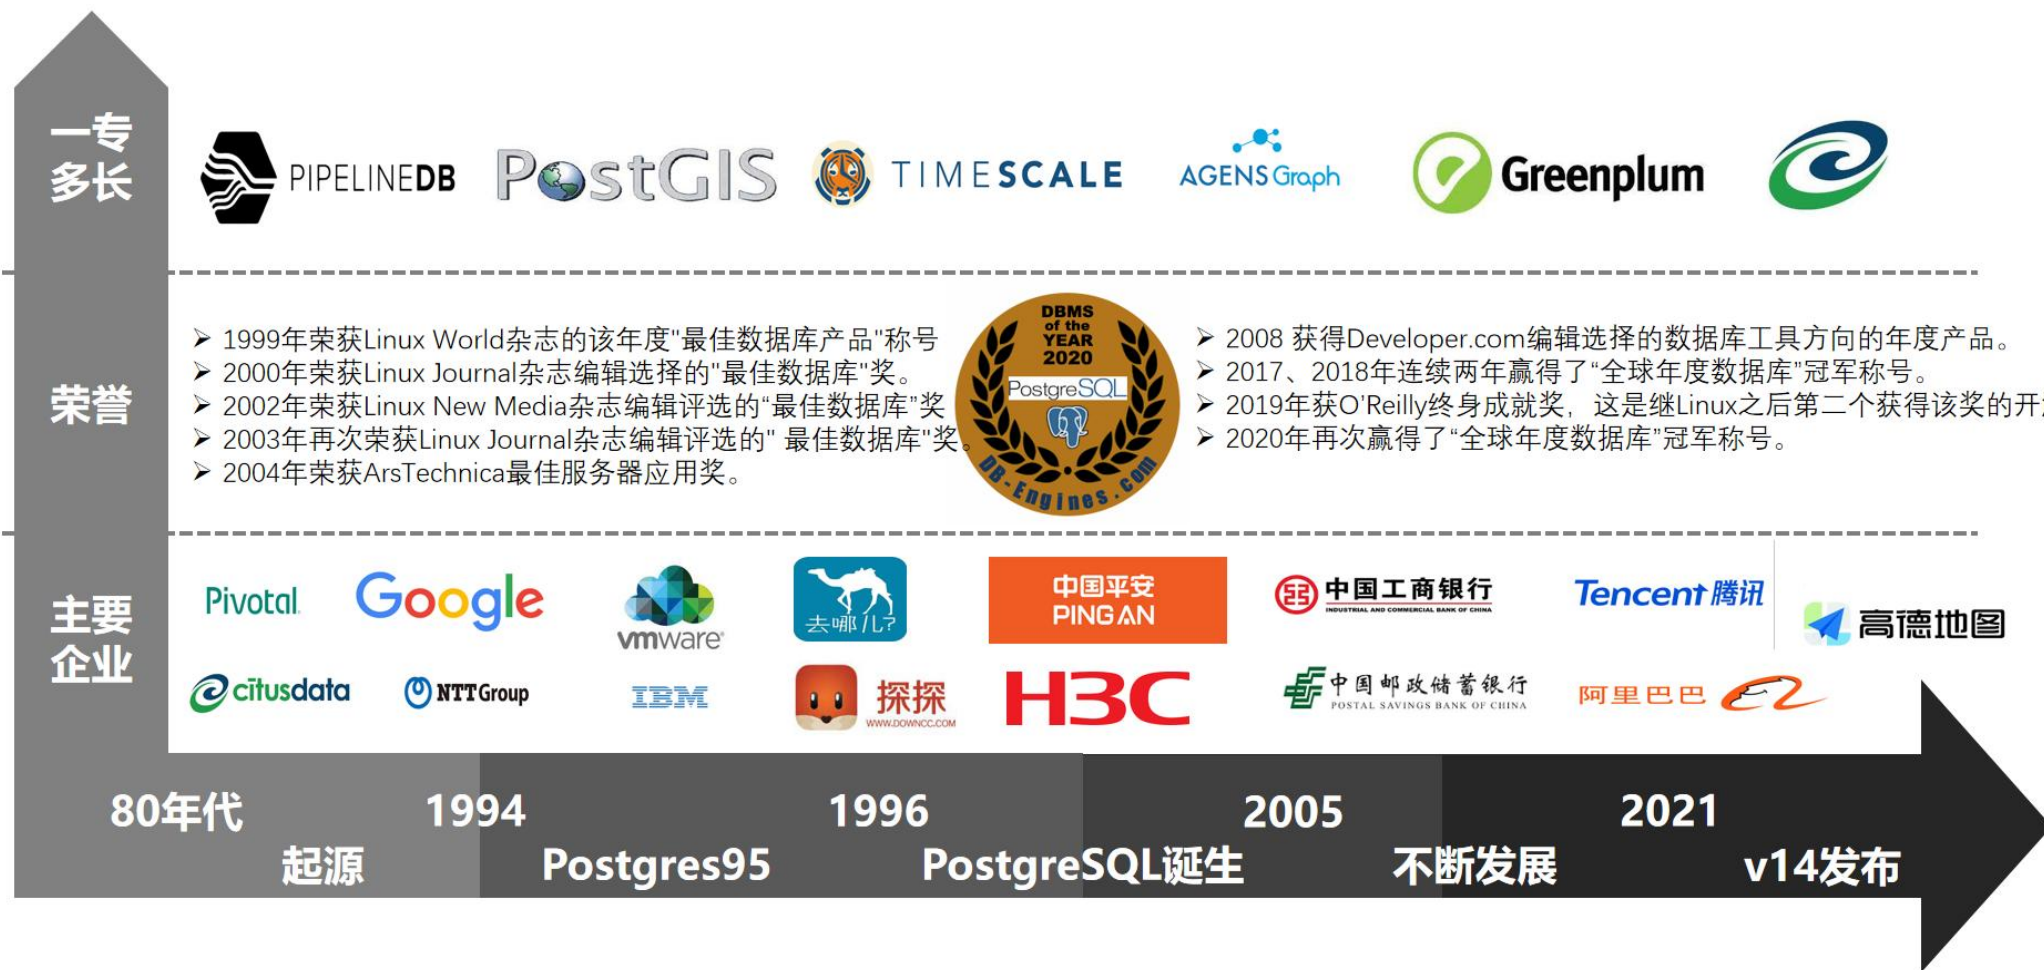 一专
多长
PIPELINEDB
PostGIS
TIMESCALE
AGENS Graph
Greenplum
荣誉
➢ 1999年荣获Linux World杂志的该年度"最佳数据库产品"称号
➢ 2000年荣获Linux Journal杂志编辑选择的"最佳数据库"奖。
➢ 2002年荣获Linux New Media杂志编辑评选的“最佳数据库”奖
➢ 2003年再次荣获Linux Journal杂志编辑评选的" 最佳数据库"奖。
➢ 2004年荣获ArsTechnica最佳服务器应用奖。
DBMS
of the
YEAR
2020
PostgreSQL
DB-Engines.com
➢ 2008 获得Developer.com编辑选择的数据库工具方向的年度产品。
➢ 2017、2018年连续两年赢得了“全球年度数据库”冠军称号。
➢ 2019年获O’Reilly终身成就奖，这是继Linux之后第二个获得该奖的开
➢ 2020年再次赢得了“全球年度数据库”冠军称号。
主要
企业
Pivotal
Google
vmware
去哪儿?
中国平安
PING AN
中国工商银行
INDUSTRIAL AND COMMERCIAL BANK OF CHINA
Tencent 腾讯
高德地图
citusdata
NTT Group
IBM
探探
WWW.DOWNCC.COM
H3C
中国邮政储蓄银行
POSTAL SAVINGS BANK OF CHINA
阿里巴巴
80年代
1994
1996
2005
2021
起源
Postgres95
PostgreSQL诞生
不断发展
v14发布